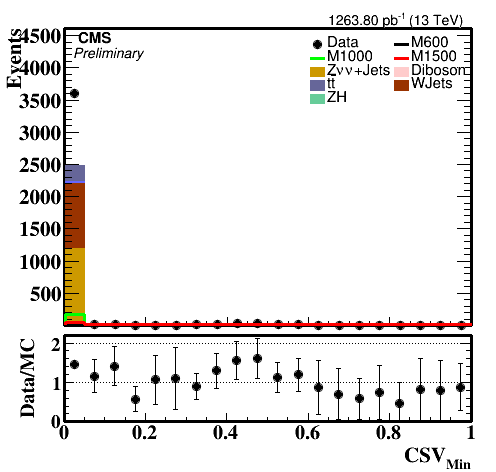 1263.80 pb⁻¹ (13 TeV)
CMS
Preliminary
Data
M600
M1000
M1500
Zνν+Jets
Diboson
tt
WJets
ZH
Events
4500
4000
3500
3000
2500
2000
1500
1000
500
Data/MC
2
1
0
0
0.2
0.4
0.6
0.8
1
CSV_Min